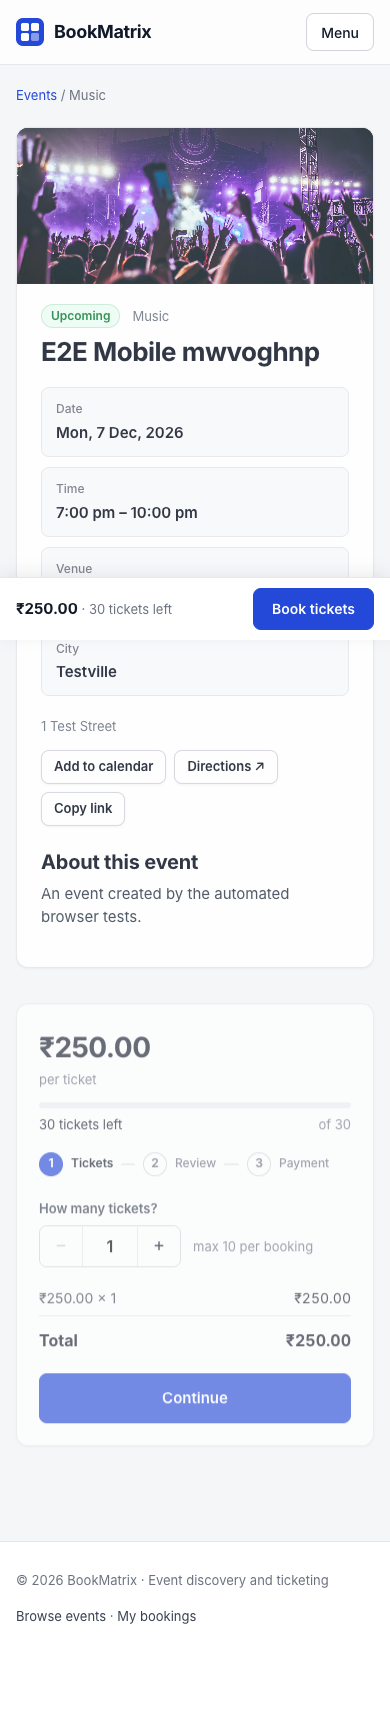 BookMatrix
Menu
Events / Music
Upcoming Music
E2E Mobile mwvoghnp
Date
Mon, 7 Dec, 2026
Time
7:00 pm – 10:00 pm
Venue
₹250.00 · 30 tickets left
Book tickets
City
Testville
1 Test Street
Add to calendar
Directions ↗
Copy link
About this event
An event created by the automated
browser tests.
₹250.00
per ticket
30 tickets left of 30
1 Tickets 2 Review 3 Payment
How many tickets?
− 1 + max 10 per booking
₹250.00 × 1 ₹250.00
Total ₹250.00
Continue
© 2026 BookMatrix · Event discovery and ticketing
Browse events · My bookings